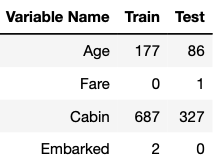 Variable Name Train Test
Age 177 86
Fare 0 1
Cabin 687 327
Embarked 2 0